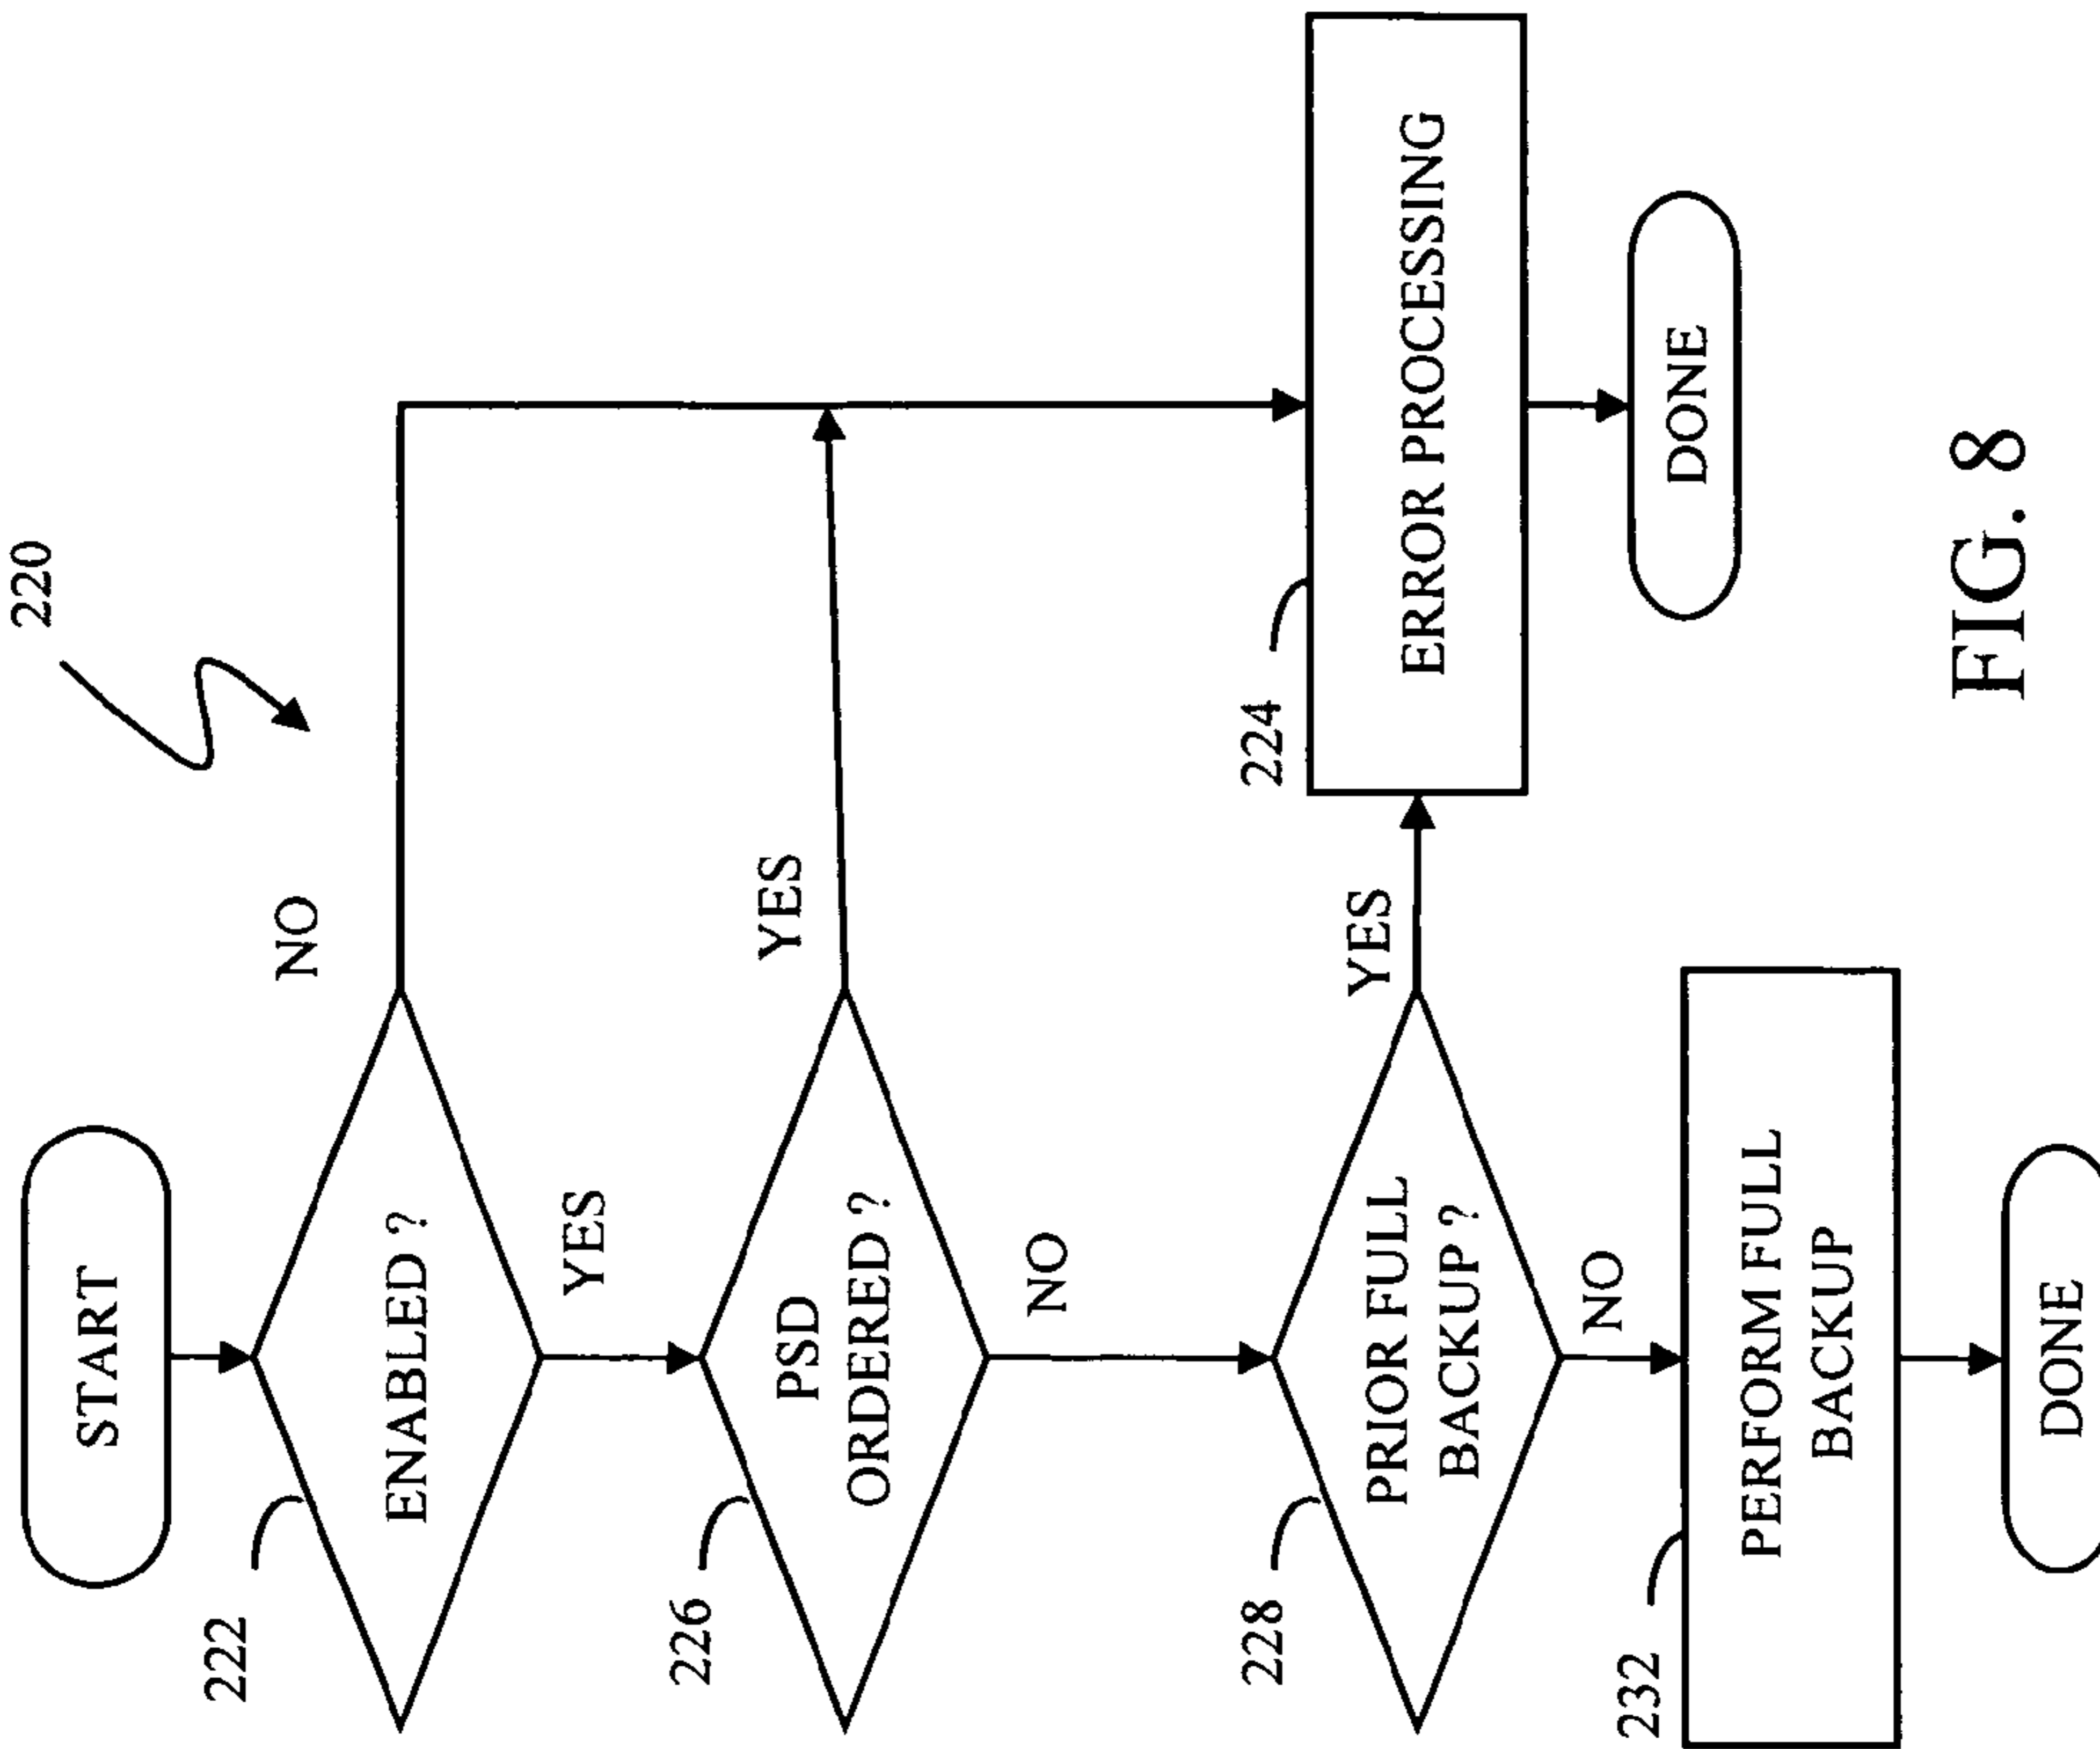 220
START
222
ENABLED ?
NO
YES
226
PSD
ORDERED ?
YES
NO
228
PRIOR FULL
BACKUP ?
YES
NO
224
ERROR PROCESSING
DONE
232
PERFORM FULL
BACKUP
DONE
FIG. 8